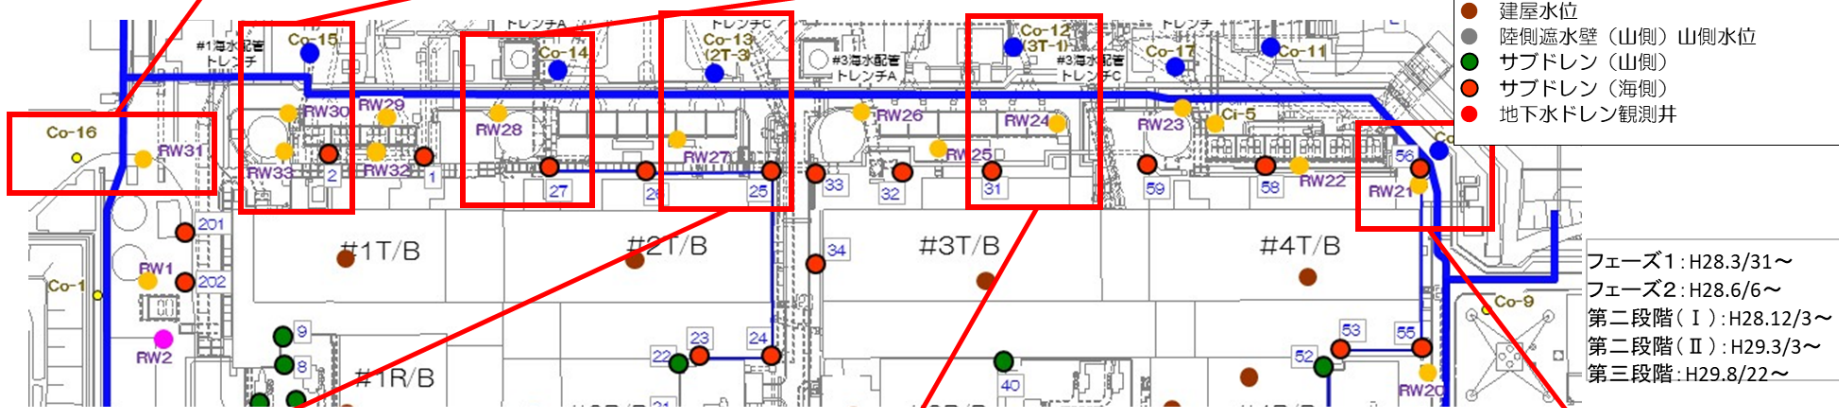 トレンチA
トレンチC
トレンチ
建屋水位
陸側遮水壁（山側）山側水位
サブドレン（山側）
サブドレン（海側）
地下水ドレン観測井
#1海水配管
トレンチ
Co-15
Co-14
Co-13
(2T-3)
#3海水配管
トレンチA
Co-12
(3T-1)
#3海水配管
トレンチC
Co-17
Co-11
Co-16
RW31
RW30
RW29
RW28
RW27
RW26
RW25
RW24
RW23
Ci-5
RW33
2
RW32
1
27
25
33
32
31
59
58
RW22
56
RW21
201
202
RW1
Co-1
RW2
#1T/B
#2T/B
34
#3T/B
#4T/B
9
8
#1R/B
22
23
24
40
52
53
55
RW20
Co-9
フェーズ1：H28.3/31～
フェーズ2：H28.6/6～
第二段階（Ⅰ）：H28.12/3～
第二段階（Ⅱ）：H29.3/3～
第三段階：H29.8/22～